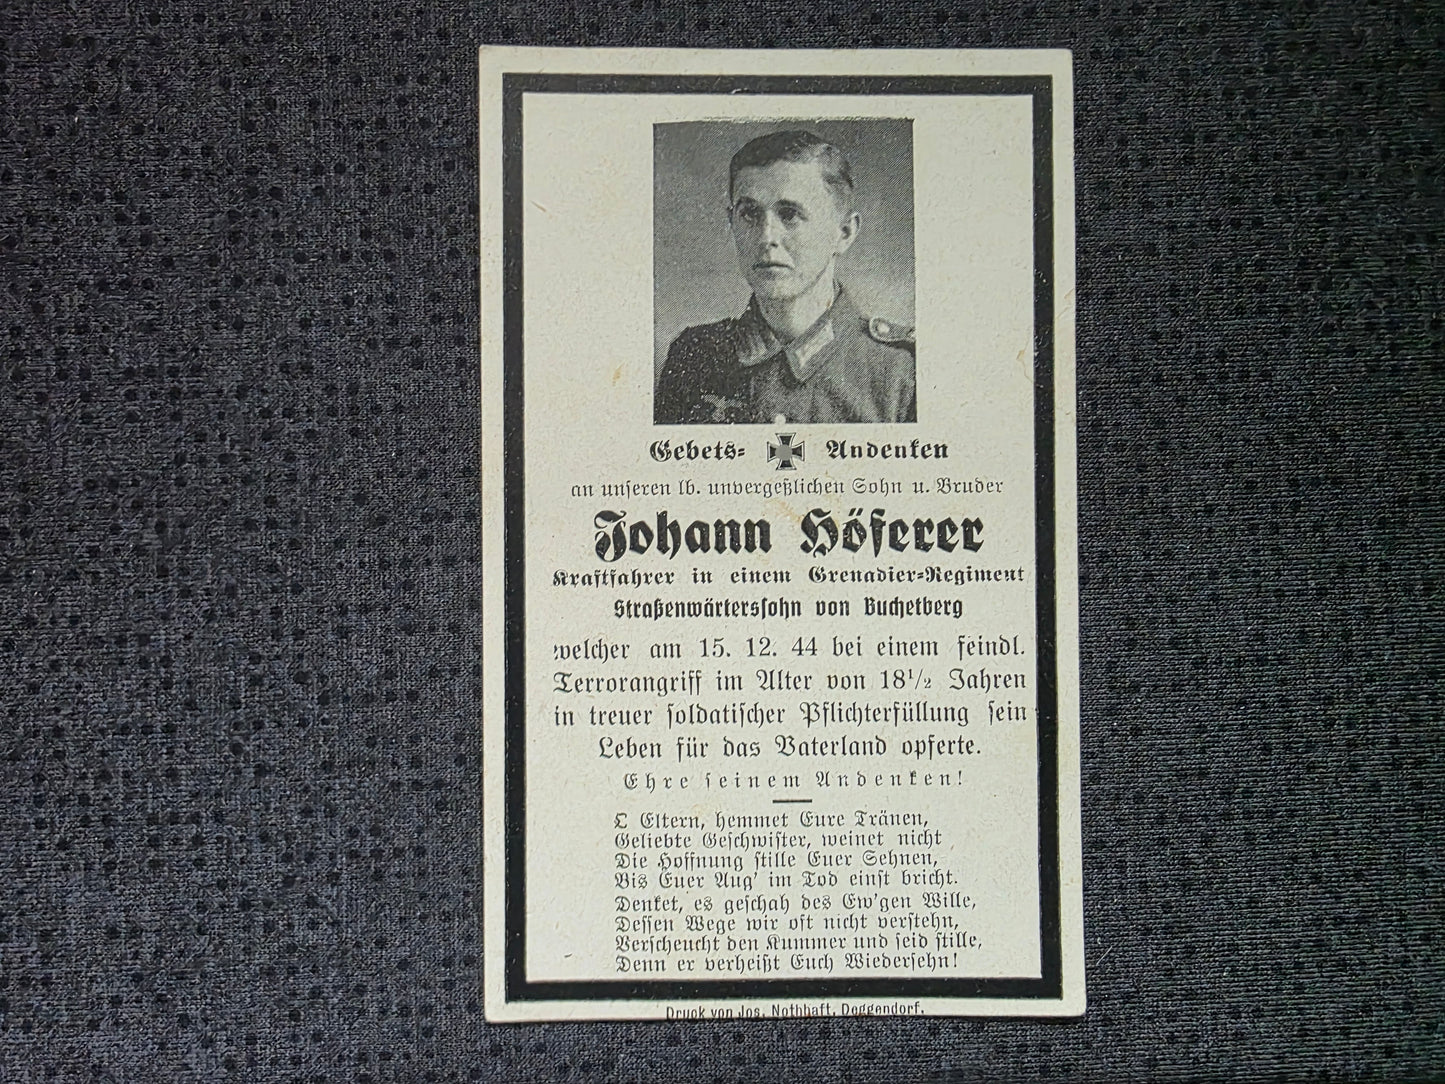 Gebets- Andenken
an unseren lb. unvergeßlichen Sohn u. Bruder
Johann Höferer
Kraftfahrer in einem Grenadier-Regiment
Straßenwärterssohn von Buchetberg
welcher am 15. 12. 44 bei einem feindl.
Terrorangriff im Alter von 18½ Jahren
in treuer soldatischer Pflichterfüllung sein
Leben für das Vaterland opferte.
Ehre seinem Andenken!
O Eltern, hemmet Eure Tränen,
Geliebte Geschwister, weinet nicht
Die Hoffnung stille Euer Sehnen,
Bis Euer Aug' im Tod einst bricht.
Denket, es geschah des Ew'gen Wille,
Dessen Wege wir oft nicht verstehn,
Verscheucht den Kummer und seid stille,
Denn er verheißt Euch Wiedersehn!
Druck von Jos. Nothhaft, Deggendorf.